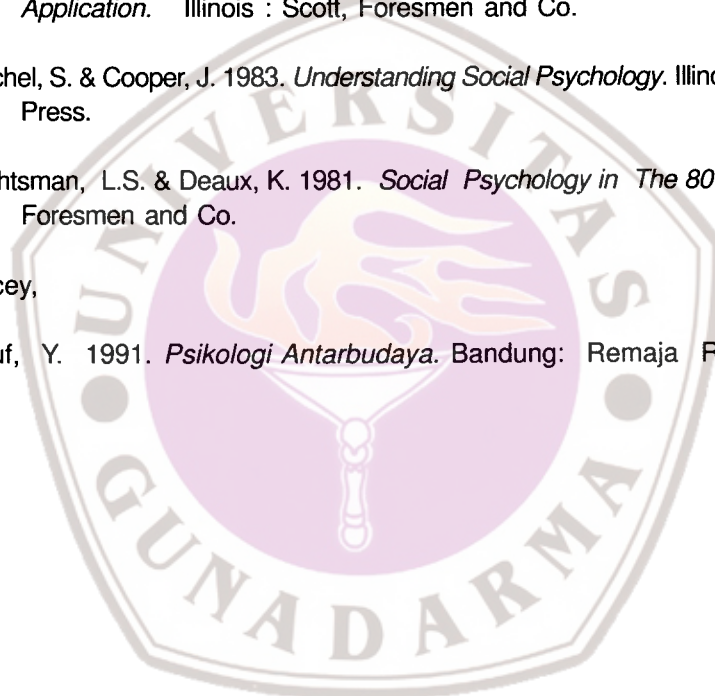 Application. Illinois : Scott, Foresmen and Co.
chel, S. & Cooper, J. 1983. Understanding Social Psychology. Illino
Press.
htsman, L.S. & Deaux, K. 1981. Social Psychology in The 80
Foresmen and Co.
cey,
uf, Y. 1991. Psikologi Antarbudaya. Bandung: Remaja R
UNIVERSITAS
GUNADARMA